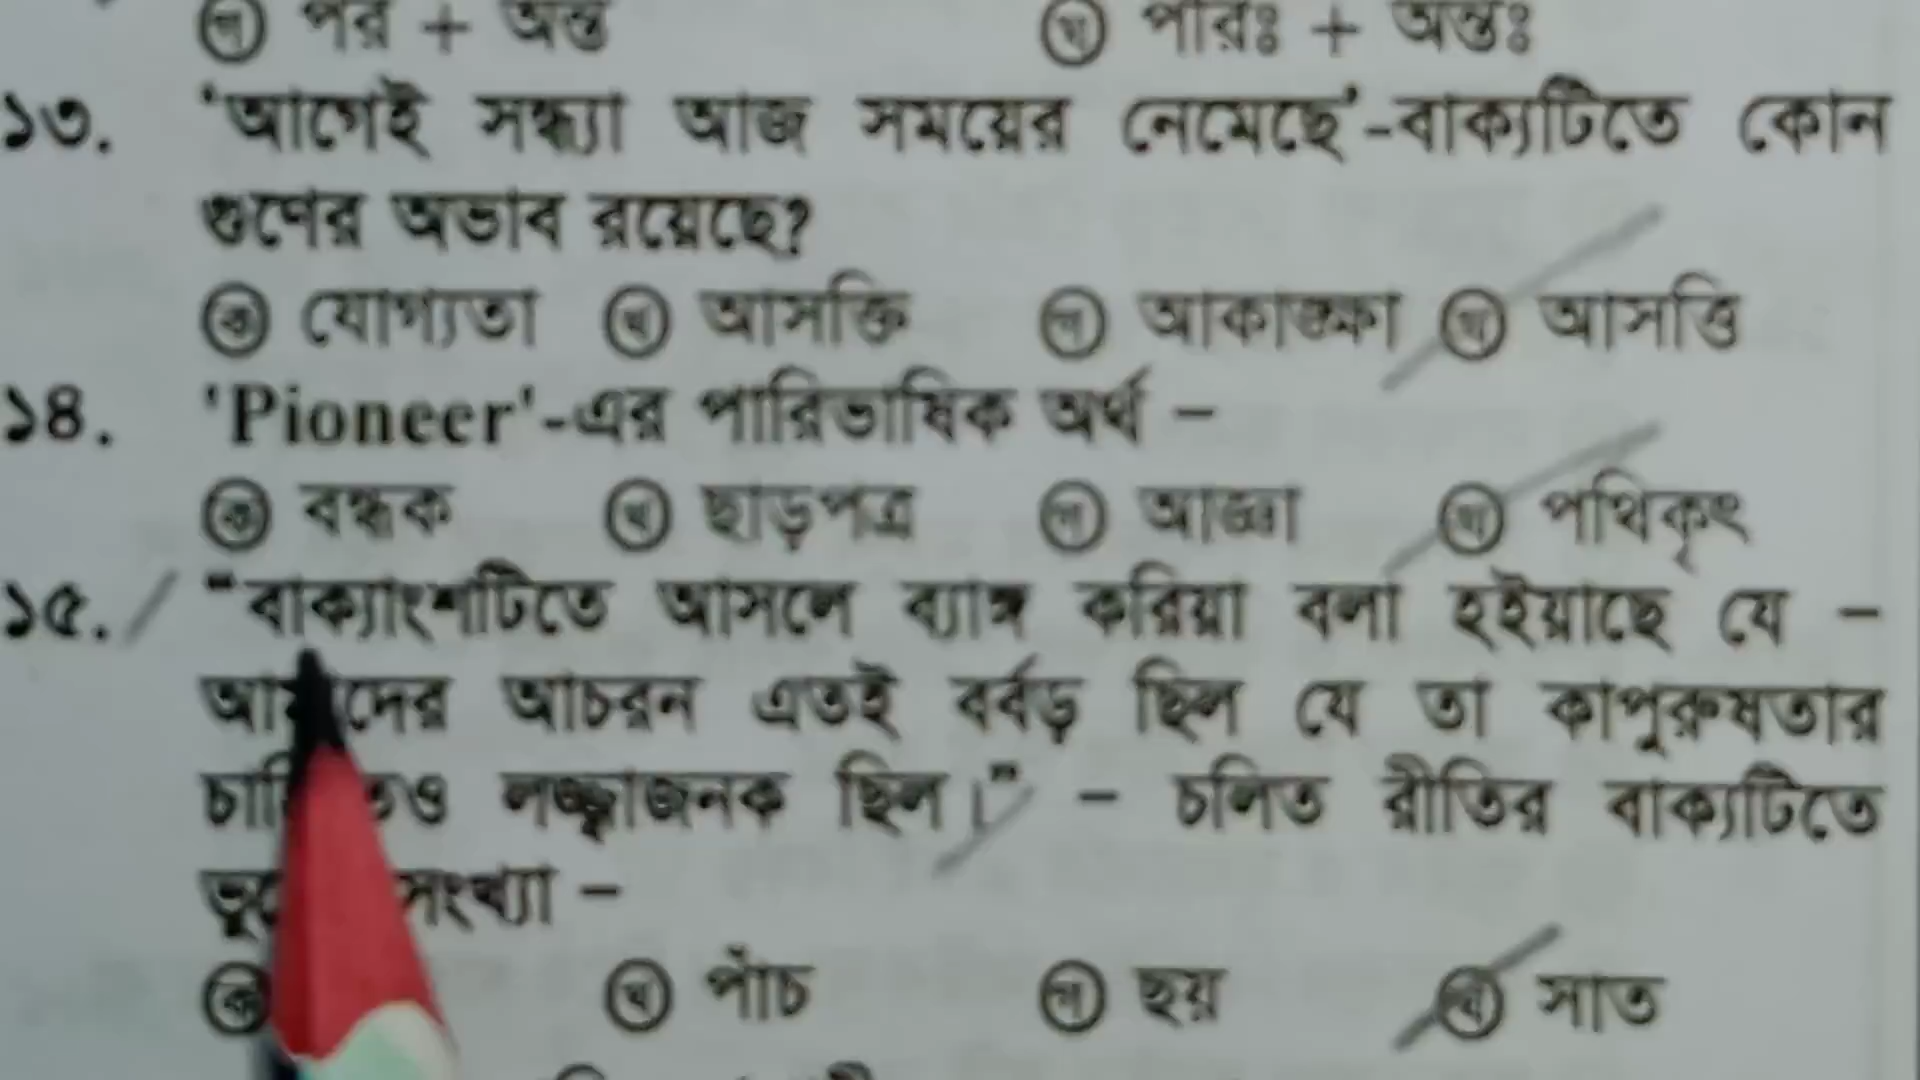 গ পর + অন্ত ঘ পারিঃ + অন্তঃ
১৩. 'আগেই সন্ধ্যা আজ সময়ের নেমেছে'-বাক্যটিতে কোন
গুণের অভাব রয়েছে?
ক যোগ্যতা খ আসক্তি গ আকাঙ্ক্ষা ঘ আসত্তি
১৪. 'Pioneer'-এর পারিভাষিক অর্থ –
ক বন্ধক খ ছাড়পত্র গ আজ্ঞা ঘ পথিকৃৎ
১৫. "বাক্যাংশটিতে আসলে ব্যাঙ্গ করিয়া বলা হইয়াছে যে –
আচরন এতই বর্বড় ছিল যে তা কাপুরুষতার
লজ্জাজনক ছিল।" – চলিত রীতির বাক্যটিতে
সংখ্যা –
ক খ পাঁচ গ ছয় ঘ সাত